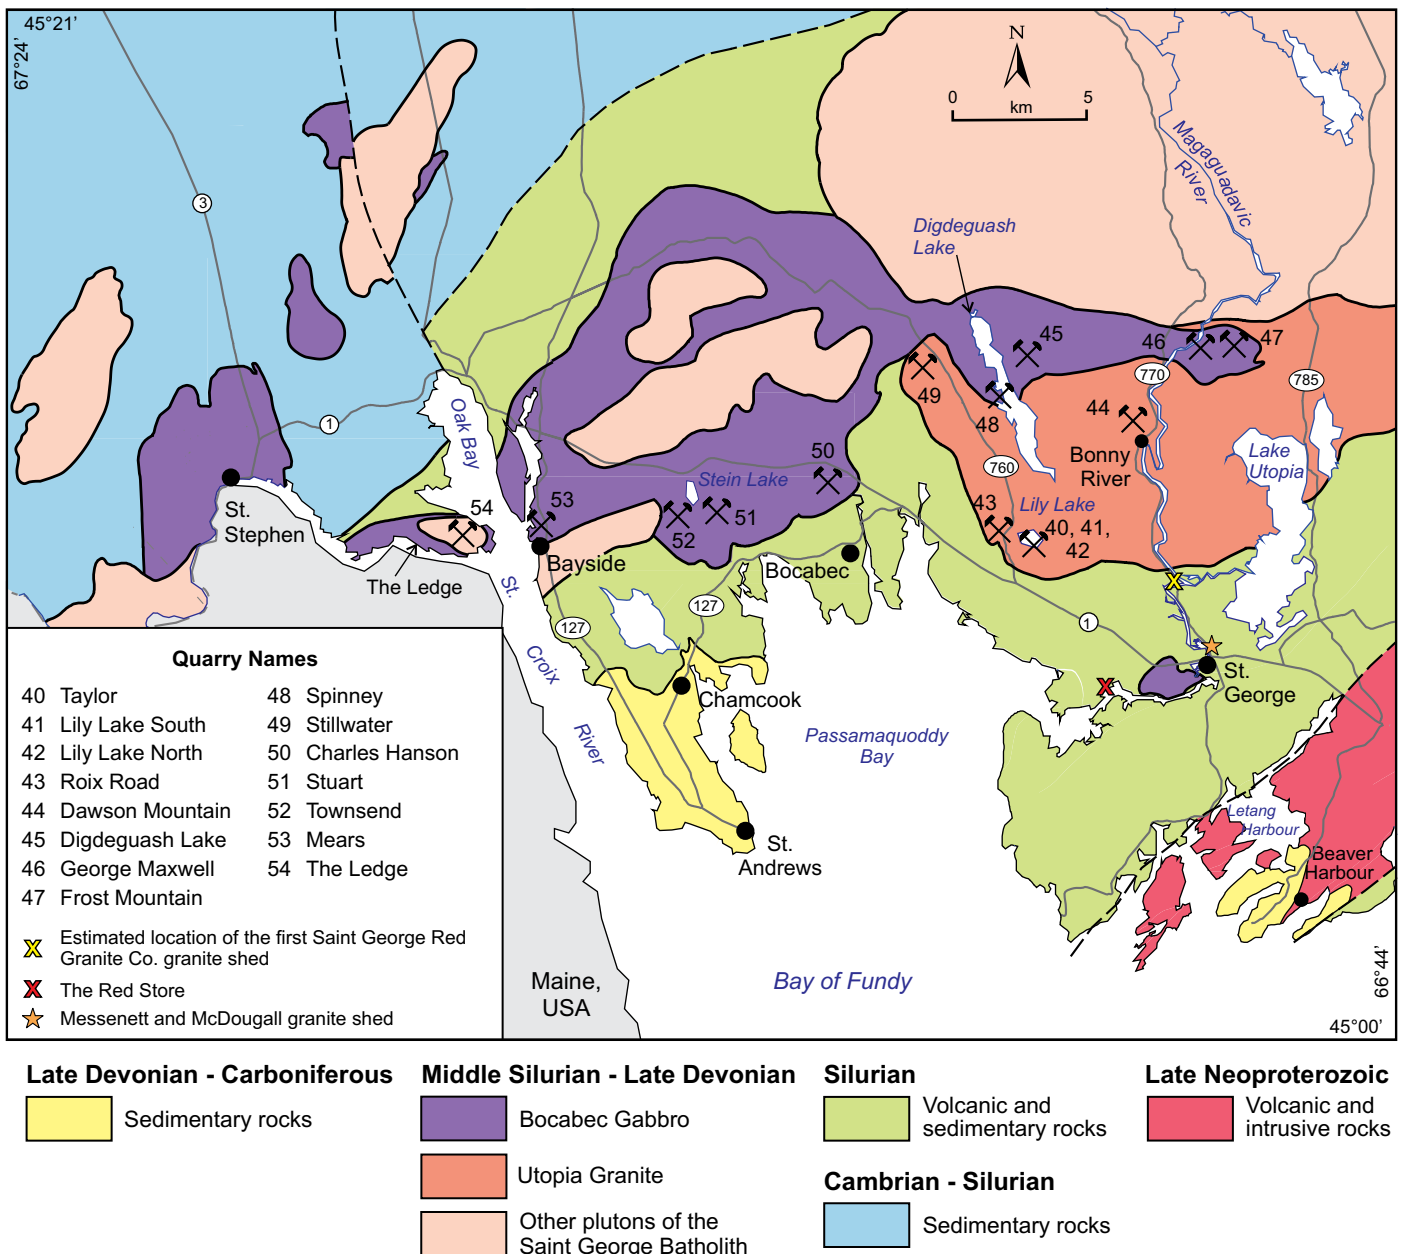 45°21'
67°24'
N
0 5
km
3
Magaguadavic
River
Digdeguash
Lake
45
46
47
770
785
49
48
44
1
Oak Bay
Bonny
River
Lake
Utopia
50
760
Stein Lake
St.
Stephen
54
53
51
52
43
Lily Lake
40, 41,
42
Bayside
Bocabec
The Ledge
St.
Croix
River
127
127
1
Chamcook
St.
George
Passamaquoddy
Bay
St.
Andrews
Letang
Harbour
Beaver
Harbour
Maine,
USA
Bay of Fundy
66°44'
45°00'
Quarry Names
40 Taylor
41 Lily Lake South
42 Lily Lake North
43 Roix Road
44 Dawson Mountain
45 Digdeguash Lake
46 George Maxwell
47 Frost Mountain
48 Spinney
49 Stillwater
50 Charles Hanson
51 Stuart
52 Townsend
53 Mears
54 The Ledge
X Estimated location of the first Saint George Red
Granite Co. granite shed
X The Red Store
Messenett and McDougall granite shed
Late Devonian - Carboniferous
Sedimentary rocks
Middle Silurian - Late Devonian
Bocabec Gabbro
Utopia Granite
Other plutons of the
Saint George Batholith
Silurian
Volcanic and
sedimentary rocks
Cambrian - Silurian
Sedimentary rocks
Late Neoproterozoic
Volcanic and
intrusive rocks